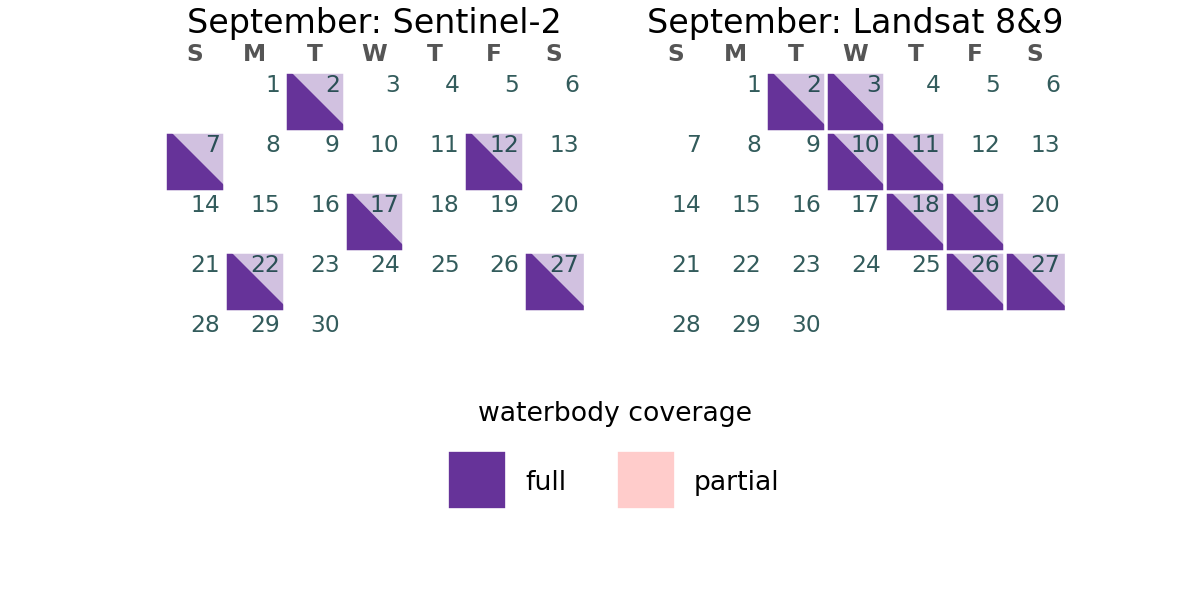 September: Sentinel-2
S M T W T F S
1 2 3 4 5 6
7 8 9 10 11 12 13
14 15 16 17 18 19 20
21 22 23 24 25 26 27
28 29 30
September: Landsat 8&9
S M T W T F S
1 2 3 4 5 6
7 8 9 10 11 12 13
14 15 16 17 18 19 20
21 22 23 24 25 26 27
28 29 30
waterbody coverage
full partial